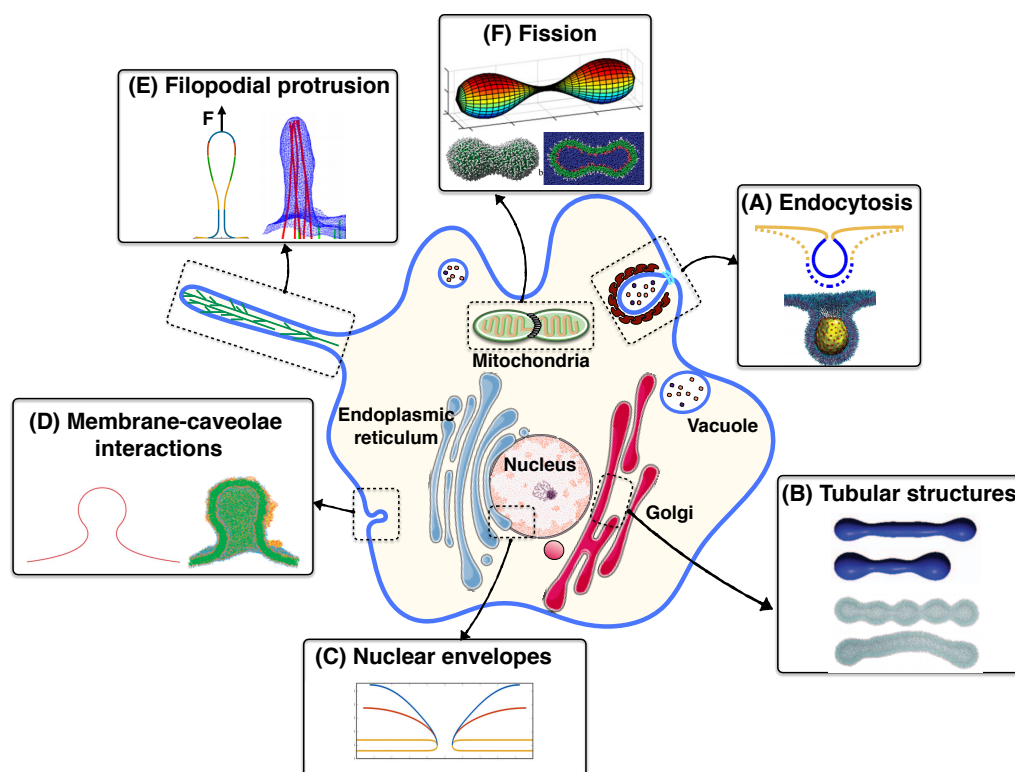 (F) Fission
b
(E) Filopodial protrusion
F
(A) Endocytosis
Mitochondria
(D) Membrane-caveolae
interactions
Endoplasmic
reticulum
Nucleus
Vacuole
Golgi
(B) Tubular structures
(C) Nuclear envelopes